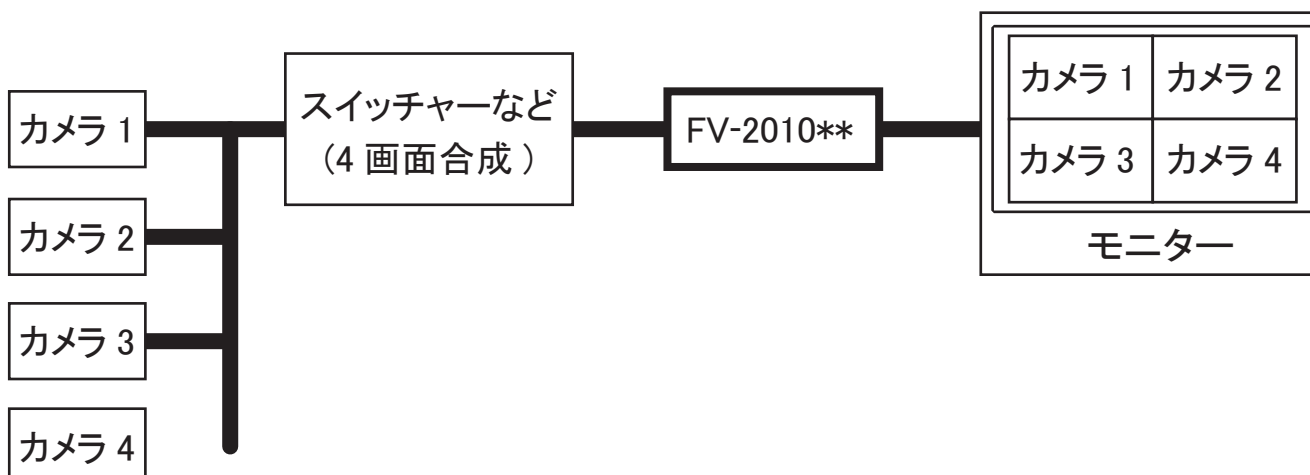 カメラ 1
カメラ 2
カメラ 3
カメラ 4
スイッチャーなど
(4 画面合成 )
FV-2010**
カメラ 1
カメラ 2
カメラ 3
カメラ 4
モニター